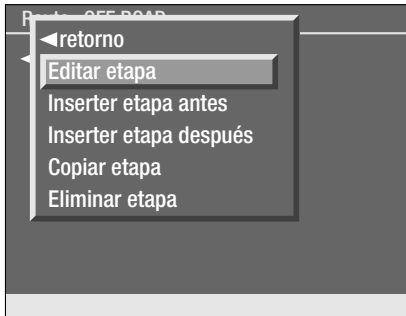 ◄retorno
Editar etapa
Inserter etapa antes
Inserter etapa después
Copiar etapa
Eliminar etapa